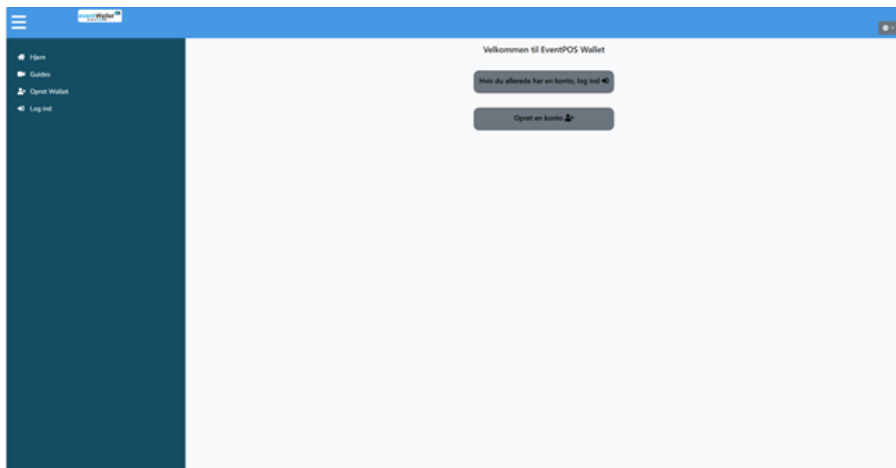 eventWallet
Velkommen til EventPOS Wallet
Hjem
Guides
Opret Wallet
Log ind
Hvis du allerede har en konto, log ind
Opret en konto